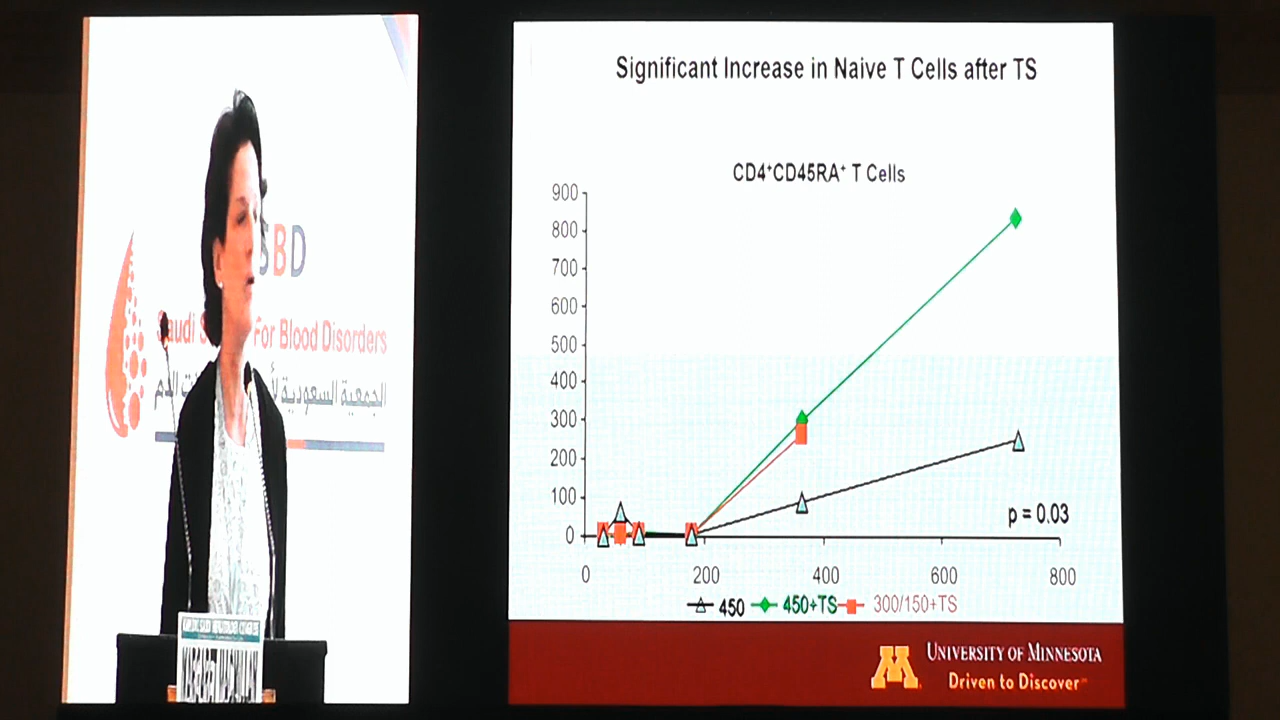 Significant Increase in Naive T Cells after TS
CD4⁺CD45RA⁺ T Cells
900
800
700
600
500
400
300
200
100
0
p = 0.03
0 200 400 600 800
450 450+TS 300/150+TS
UNIVERSITY OF MINNESOTA
Driven to Discover
BD
For Blood Disorders
الجمعية السعودية